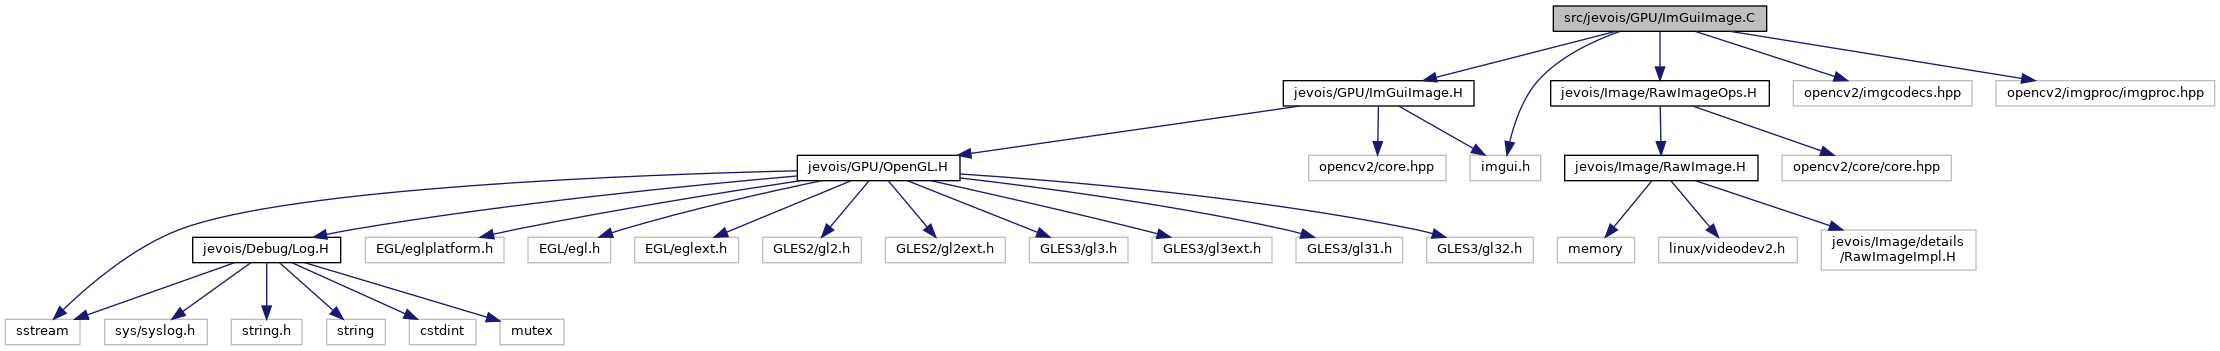 src/jevois/GPU/ImGuiImage.C
jevois/GPU/ImGuiImage.H
jevois/Image/RawImageOps.H
opencv2/imgcodecs.hpp
opencv2/imgproc/imgproc.hpp
jevois/GPU/OpenGL.H
opencv2/core.hpp
imgui.h
jevois/Image/RawImage.H
opencv2/core/core.hpp
jevois/Debug/Log.H
EGL/eglplatform.h
EGL/egl.h
EGL/eglext.h
GLES2/gl2.h
GLES2/gl2ext.h
GLES3/gl3.h
GLES3/gl3ext.h
GLES3/gl31.h
GLES3/gl32.h
memory
linux/videodev2.h
jevois/Image/details
/RawImageImpl.H
sstream
sys/syslog.h
string.h
string
cstdint
mutex